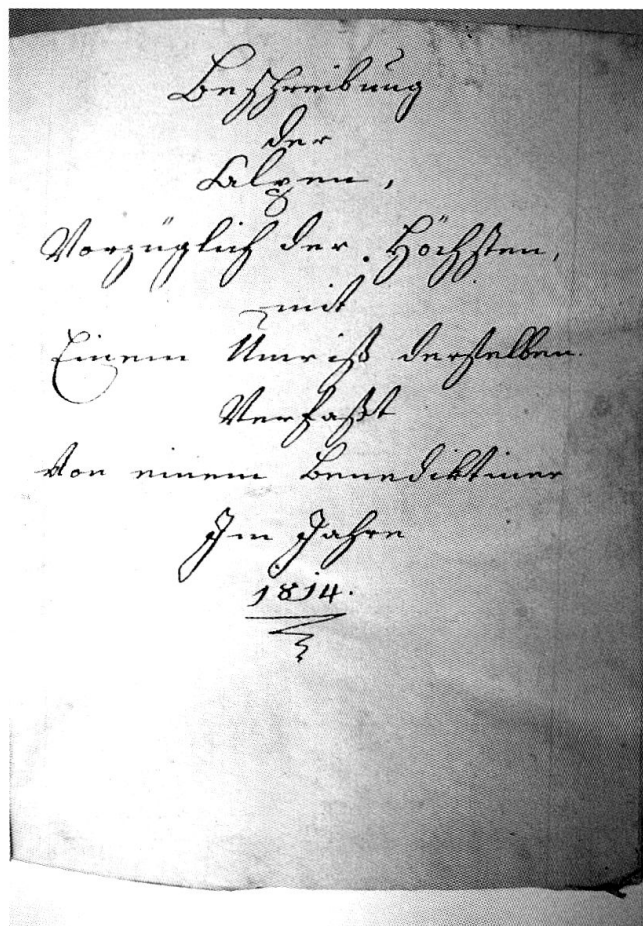 Beschreibung
der
Alpen,
Vorzüglich der Höchsten,
mit
Einem Umriß derselben.
Verfaßt
Von einem Benediktiner
Im Jahre
1814.